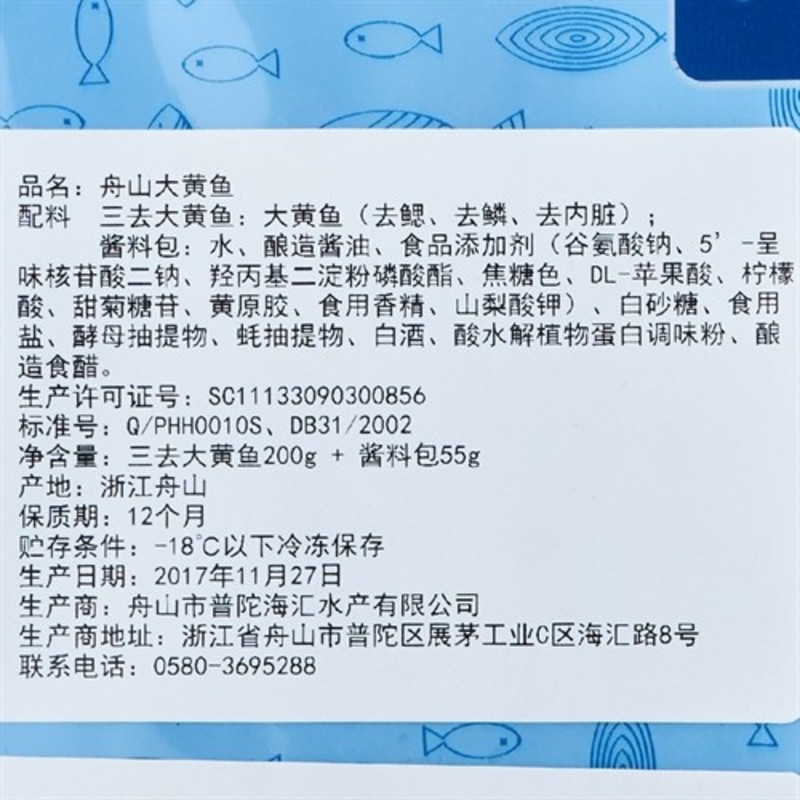 品名：舟山大黄鱼
配料 三去大黄鱼：大黄鱼（去鳃、去鳞、去内脏）；
酱料包：水、酿造酱油、食品添加剂（谷氨酸钠、5'-呈
味核苷酸二钠、羟丙基二淀粉磷酸酯、焦糖色、DL-苹果酸、柠檬
酸、甜菊糖苷、黄原胶、食用香精、山梨酸钾）、白砂糖、食用
盐、酵母抽提物、蚝抽提物、白酒、酸水解植物蛋白调味粉、酿
造食醋。
生产许可证号：SC11133090300856
标准号：Q/PHH0010S、DB31/2002
净含量：三去大黄鱼200g + 酱料包55g
产地：浙江舟山
保质期：12个月
贮存条件：-18℃以下冷冻保存
生产日期：2017年11月27日
生产商：舟山市普陀海汇水产有限公司
生产商地址：浙江省舟山市普陀区展茅工业C区海汇路8号
联系电话：0580-3695288